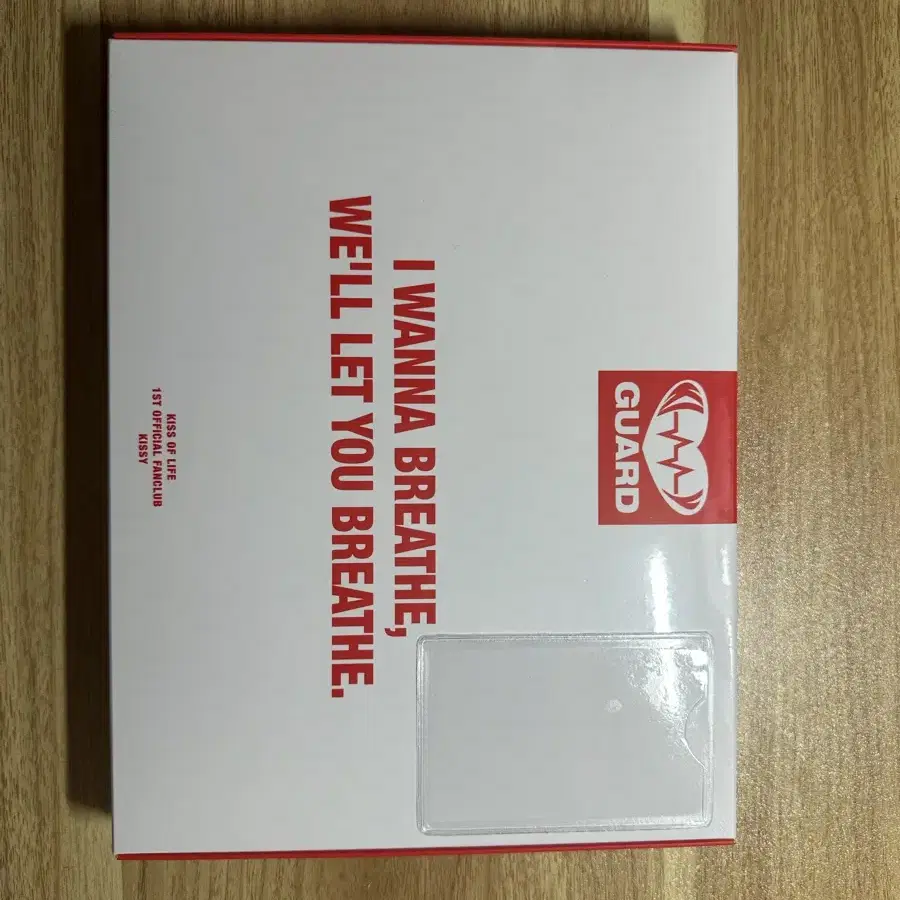 GUARD
I WANNA BREATHE,
WE'LL LET YOU BREATHE.
KISS OF LIFE
1ST OFFICIAL FANCLUB
KISSY